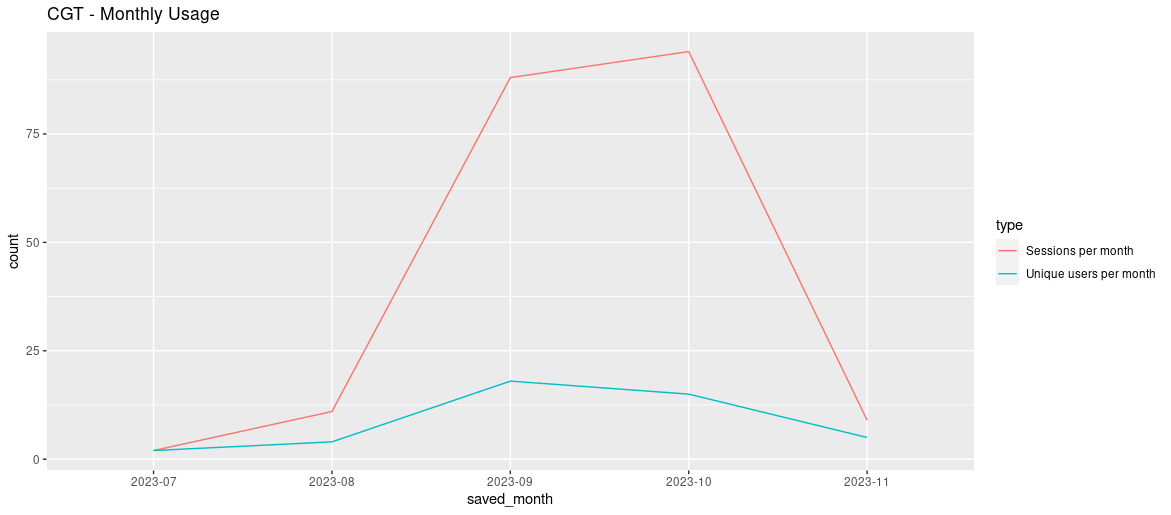 CGT - Monthly Usage
count
75
50
25
0
2023-07
2023-08
2023-09
2023-10
2023-11
saved_month
type
Sessions per month
Unique users per month